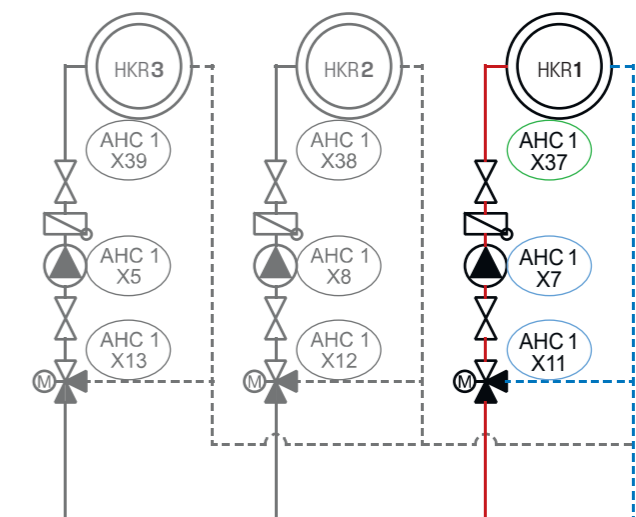 HKR3
HKR2
HKR1
AHC 1
X39
AHC 1
X38
AHC 1
X37
AHC 1
X5
AHC 1
X8
AHC 1
X7
AHC 1
X13
AHC 1
X12
AHC 1
X11
M
M
M